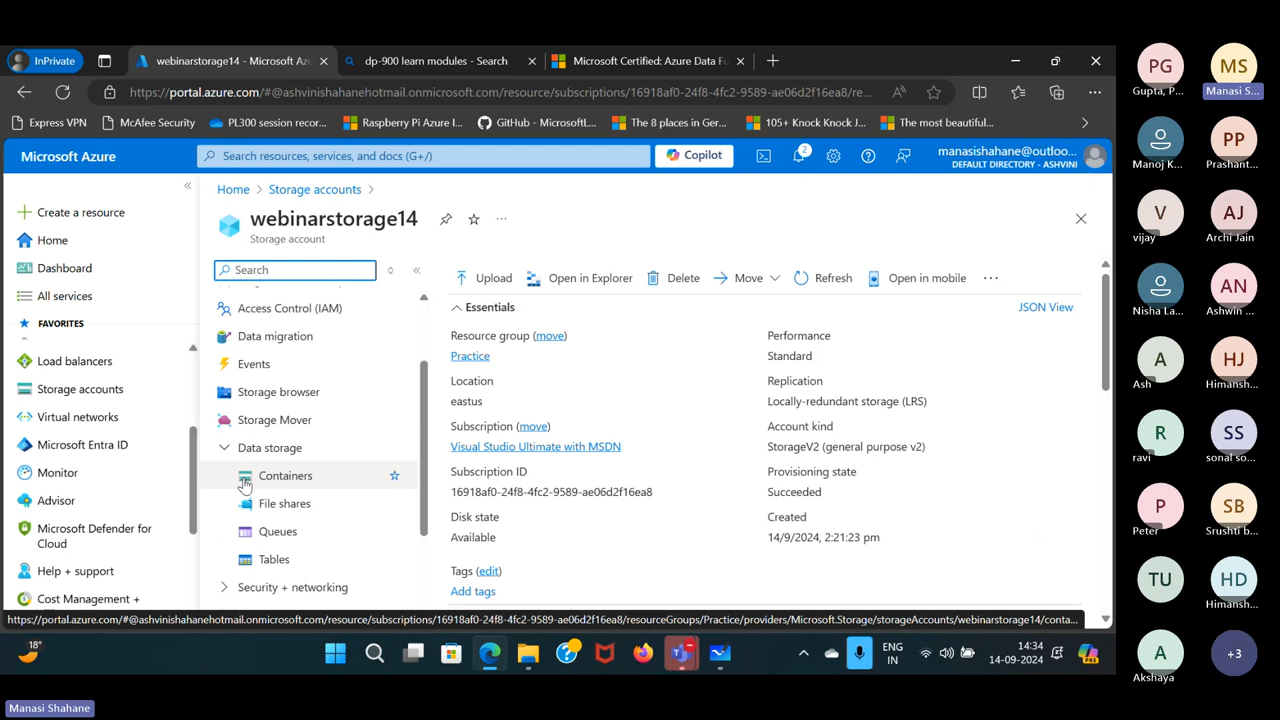 InPrivate
webinarstorage14 - Microsoft Az
dp-900 learn modules - Search
Microsoft Certified: Azure Data Fu
https://portal.azure.com/#@ashvinishahanehotmail.onmicrosoft.com/resource/subscriptions/16918af0-24f8-4fc2-9589-ae06d2f16ea8/re...
Express VPN
McAfee Security
PL300 session recor...
Raspberry Pi Azure I...
GitHub - MicrosoftL...
The 8 places in Ger...
105+ Knock Knock J...
The most beautiful...
Microsoft Azure
Search resources, services, and docs (G+/)
Copilot
2
manasishahane@outloo...
DEFAULT DIRECTORY - ASHVINI
Create a resource
Home
Dashboard
All services
FAVORITES
Load balancers
Storage accounts
Virtual networks
Microsoft Entra ID
Monitor
Advisor
Microsoft Defender for
Cloud
Help + support
Cost Management +
Home > Storage accounts >
webinarstorage14
Storage account
Search
Access Control (IAM)
Data migration
Events
Storage browser
Storage Mover
Data storage
Containers
File shares
Queues
Tables
Security + networking
Upload
Open in Explorer
Delete
Move
Refresh
Open in mobile
Essentials
JSON View
Resource group (move)
Practice
Location
eastus
Subscription (move)
Visual Studio Ultimate with MSDN
Subscription ID
16918af0-24f8-4fc2-9589-ae06d2f16ea8
Disk state
Available
Tags (edit)
Add tags
Performance
Standard
Replication
Locally-redundant storage (LRS)
Account kind
StorageV2 (general purpose v2)
Provisioning state
Succeeded
Created
14/9/2024, 2:21:23 pm
https://portal.azure.com/#@ashvinishahanehotmail.onmicrosoft.com/resource/subscriptions/16918af0-24f8-4fc2-9589-ae06d2f16ea8/resourceGroups/Practice/providers/Microsoft.Storage/storageAccounts/webinarstorage14/conta...
18°
ENG
IN
14:34
14-09-2024
PRE
PG
Gupta, P...
MS
Manasi S...
Manoj K...
PP
Prashant...
V
vijay
AJ
Archi Jain
Nisha La...
AN
Ashwin ...
A
Ash
HJ
Himansh...
R
ravi
SS
sonal so...
P
Peter
SB
Srushti b...
TU
HD
Himansh...
A
Akshaya
+3
Manasi Shahane